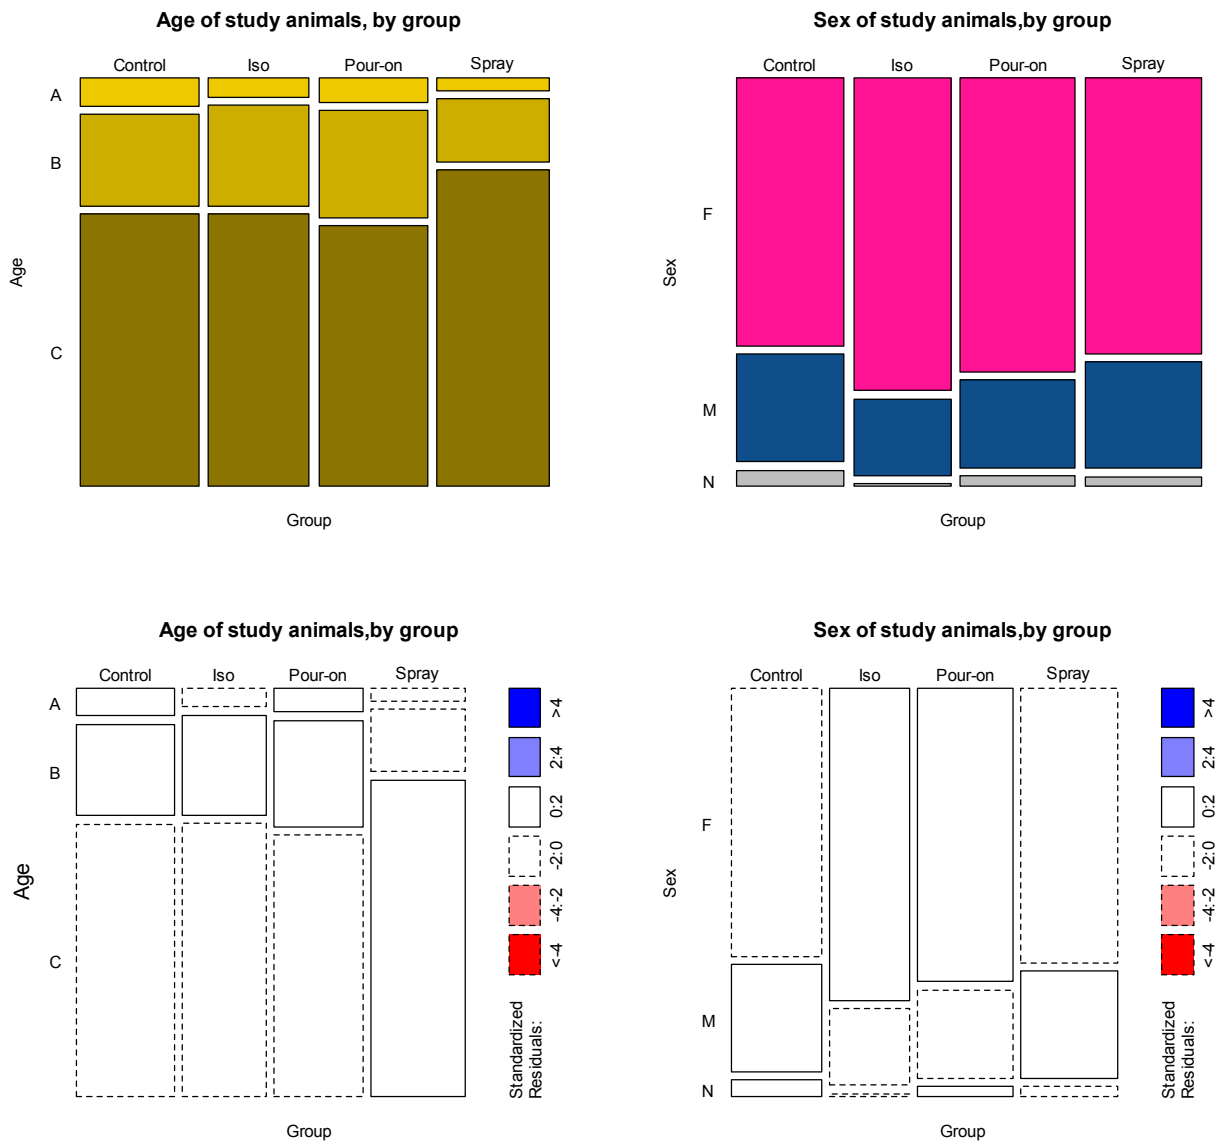 Age of study animals, by group
Control Iso Pour-on Spray
A
B
C
Age
Group
Sex of study animals,by group
Control Iso Pour-on Spray
F
M
N
Sex
Group
Age of study animals,by group
Control Iso Pour-on Spray
A
B
C
Age
Group
Standardized
Residuals:
<-4
-4:-2
-2:0
0:2
2:4
>4
Sex of study animals,by group
Control Iso Pour-on Spray
F
M
N
Sex
Group
Standardized
Residuals:
<-4
-4:-2
-2:0
0:2
2:4
>4